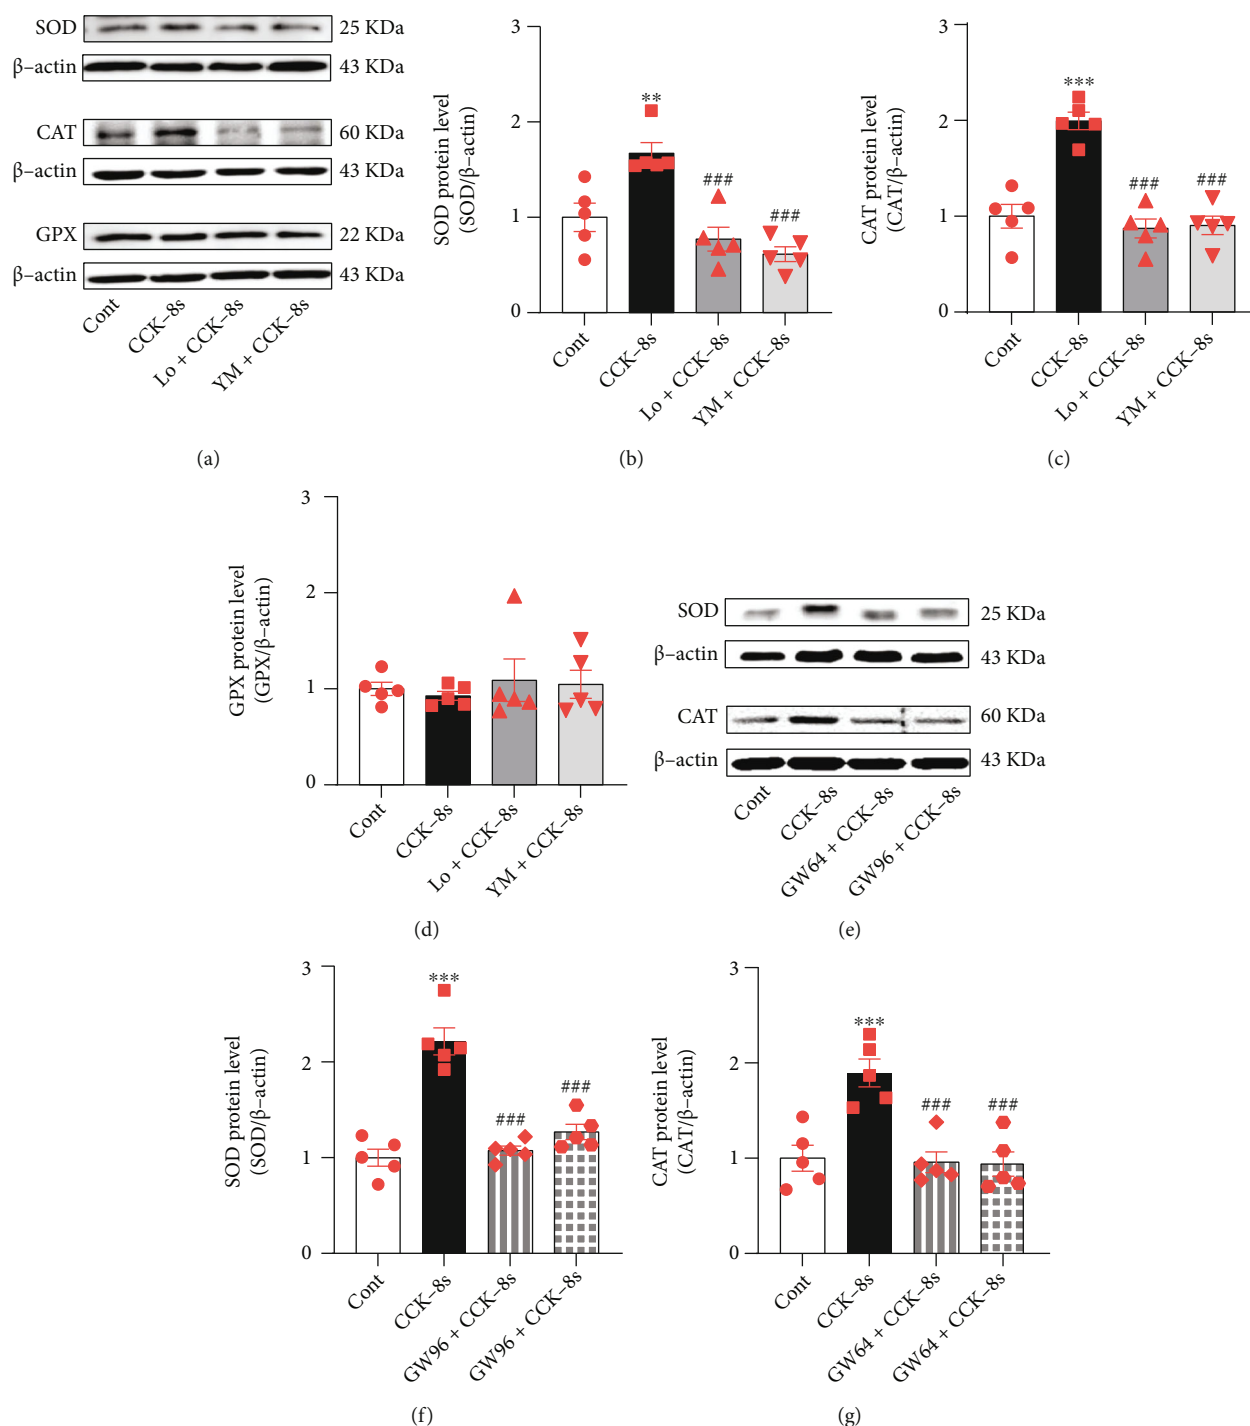 SOD 25 KDa
β–actin 43 KDa
CAT 60 KDa
β–actin 43 KDa
GPX 22 KDa
β–actin 43 KDa
Cont
CCK–8s
Lo + CCK–8s
YM + CCK–8s
(a)
SOD protein level
(SOD/β–actin)
3
2
1
0
**
###
###
Cont
CCK–8s
Lo + CCK–8s
YM + CCK–8s
(b)
CAT protein level
(CAT/β–actin)
3
2
1
0
***
###
###
Cont
CCK–8s
Lo + CCK–8s
YM + CCK–8s
(c)
GPX protein level
(GPX/β–actin)
3
2
1
0
Cont
CCK–8s
Lo + CCK–8s
YM + CCK–8s
(d)
SOD 25 KDa
β–actin 43 KDa
CAT 60 KDa
β–actin 43 KDa
Cont
CCK–8s
GW64 + CCK–8s
GW96 + CCK–8s
(e)
SOD protein level
(SOD/β–actin)
3
2
1
0
***
###
###
Cont
CCK–8s
GW96 + CCK–8s
GW96 + CCK–8s
(f)
CAT protein level
(CAT/β–actin)
3
2
1
0
***
###
###
Cont
CCK–8s
GW64 + CCK–8s
GW64 + CCK–8s
(g)